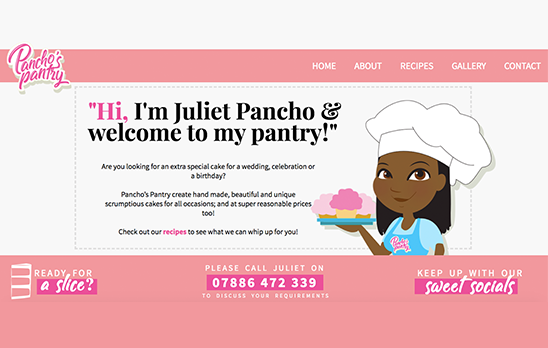 Pancho's
pantry
HOME ABOUT RECIPES GALLERY CONTACT
"Hi, I'm Juliet Pancho &
welcome to my pantry!"
Are you looking for an extra special cake for a wedding, celebration or
a birthday?
Pancho's Pantry create hand made, beautiful and unique
scrumptious cakes for all occasions; and at super reasonable prices
too!
Check out our recipes to see what we can whip up for you!
Pancho's
pantry
READY FOR
a slice?
PLEASE CALL JULIET ON
07886 472 339
TO DISCUSS YOUR REQUIREMENTS
KEEP UP WITH OUR
sweet socials